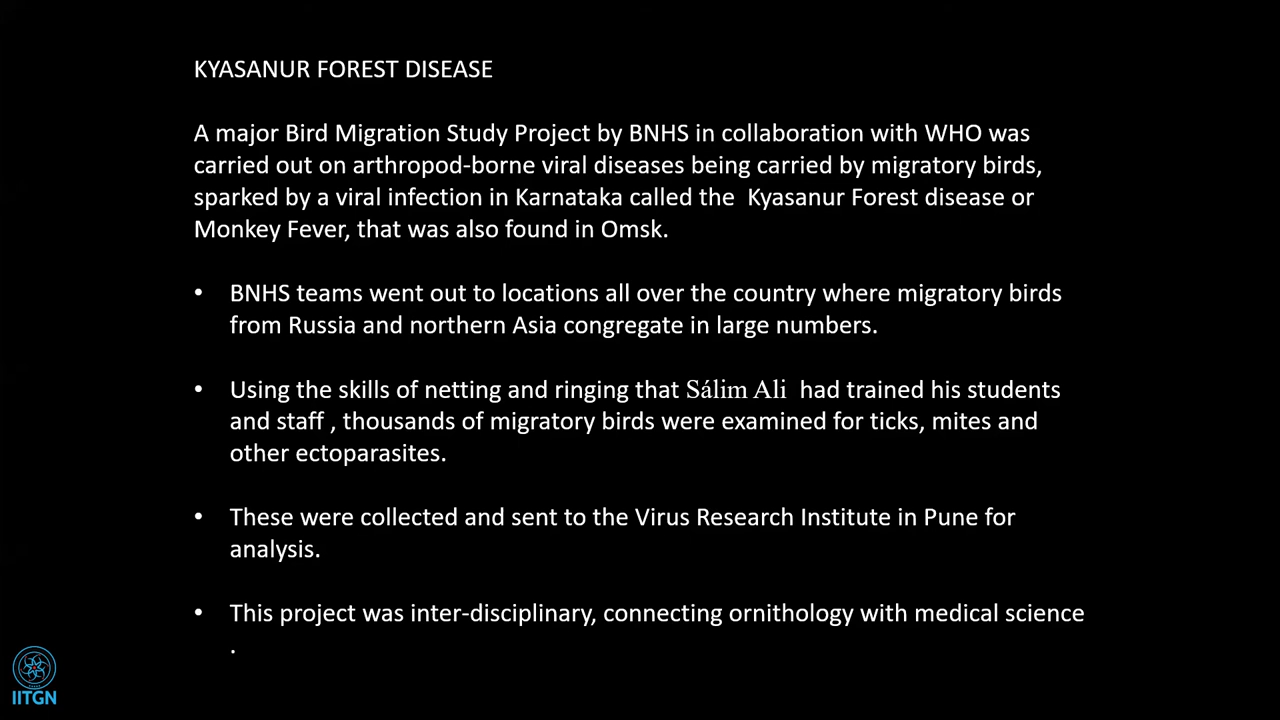 KYASANUR FOREST DISEASE
A major Bird Migration Study Project by BNHS in collaboration with WHO was
carried out on arthropod-borne viral diseases being carried by migratory birds,
sparked by a viral infection in Karnataka called the  Kyasanur Forest disease or
Monkey Fever, that was also found in Omsk.
• BNHS teams went out to locations all over the country where migratory birds
from Russia and northern Asia congregate in large numbers.
• Using the skills of netting and ringing that Sálim Ali  had trained his students
and staff , thousands of migratory birds were examined for ticks, mites and
other ectoparasites.
• These were collected and sent to the Virus Research Institute in Pune for
analysis.
• This project was inter-disciplinary, connecting ornithology with medical science
.
IITGN